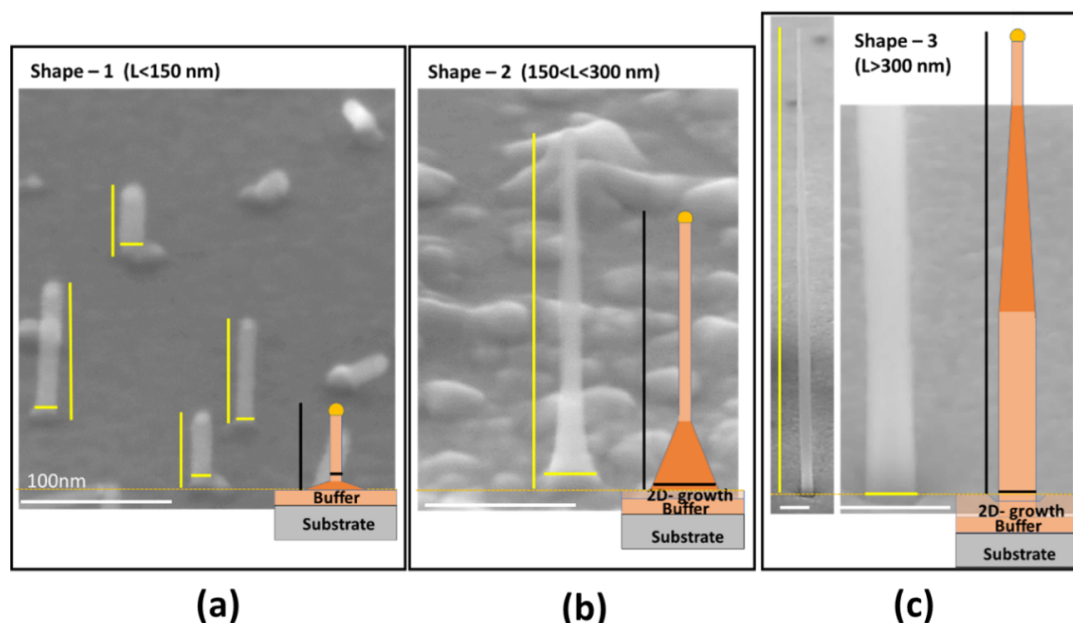 Shape – 1 (L<150 nm)
100nm
Buffer
Substrate
(a)
Shape – 2 (150<L<300 nm)
2D- growth
Buffer
Substrate
(b)
Shape – 3
(L>300 nm)
2D- growth
Buffer
Substrate
(c)